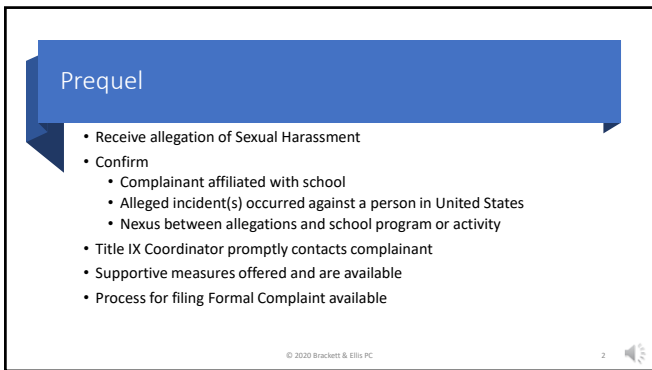 Prequel
• Receive allegation of Sexual Harassment
• Confirm
• Complainant affiliated with school
• Alleged incident(s) occurred against a person in United States
• Nexus between allegations and school program or activity
• Title IX Coordinator promptly contacts complainant
• Supportive measures offered and are available
• Process for filing Formal Complaint available
© 2020 Brackett & Ellis PC
2